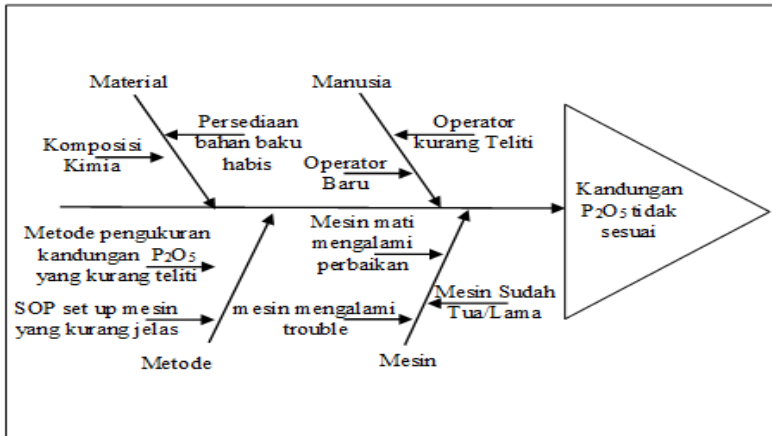 Material
Manusia
Persediaan
bahan baku
habis
Komposisi
Kimia
Operator
kurang Teliti
Operator
Baru
Kandungan
P₂O₅ tidak
sesuai
Metode pengukuran
kandungan P₂O₅
yang kurang teliti
Mesin mati
mengalami
perbaikan
SOP set up mesin
yang kurang jelas
mesin mengalami
trouble
Mesin Sudah
Tua/Lama
Metode
Mesin